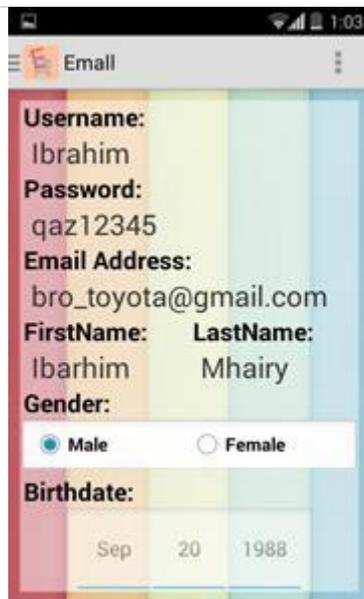 1:03
Emall
Username:
Ibrahim
Password:
qaz12345
Email Address:
bro_toyota@gmail.com
FirstName: LastName:
Ibarhim Mhairy
Gender:
Male Female
Birthdate:
Sep 20 1988